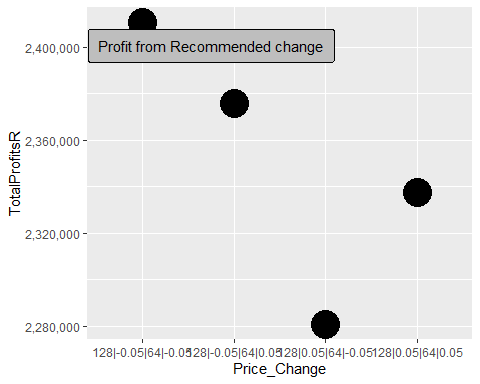 2,400,000
Profit from Recommended change
2,360,000
TotalProfitsR
2,320,000
2,280,000
128|-0.05|64|-0.05 128|-0.05|64|0.05 128|0.05|64|-0.05 128|0.05|64|0.05
Price_Change